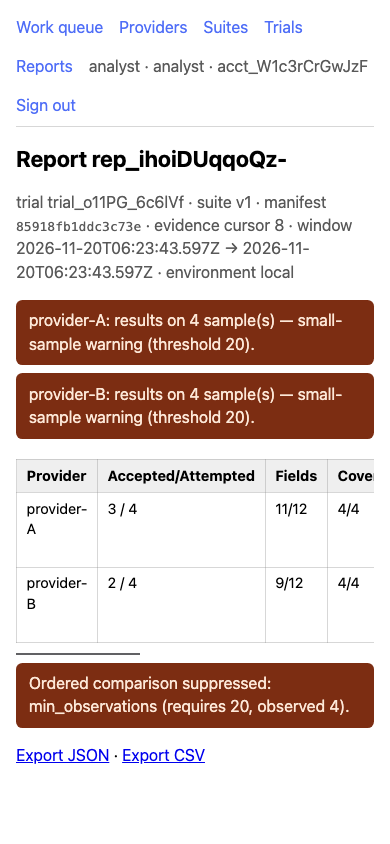 Work queue Providers Suites Trials
Reports analyst · analyst · acct_W1c3rCrGwJzF
Sign out
Report rep_ihoiDUqqoQz-
trial trial_o11PG_6c6lVf · suite v1 · manifest
85918fb1ddc3c73e · evidence cursor 8 · window
2026-11-20T06:23:43.597Z → 2026-11-
20T06:23:43.597Z · environment local
provider-A: results on 4 sample(s) — small-
sample warning (threshold 20).
provider-B: results on 4 sample(s) — small-
sample warning (threshold 20).
Provider Accepted/Attempted Fields Cove
provider-
A 3 / 4 11/12 4/4
provider-
B 2 / 4 9/12 4/4
Ordered comparison suppressed:
min_observations (requires 20, observed 4).
Export JSON · Export CSV